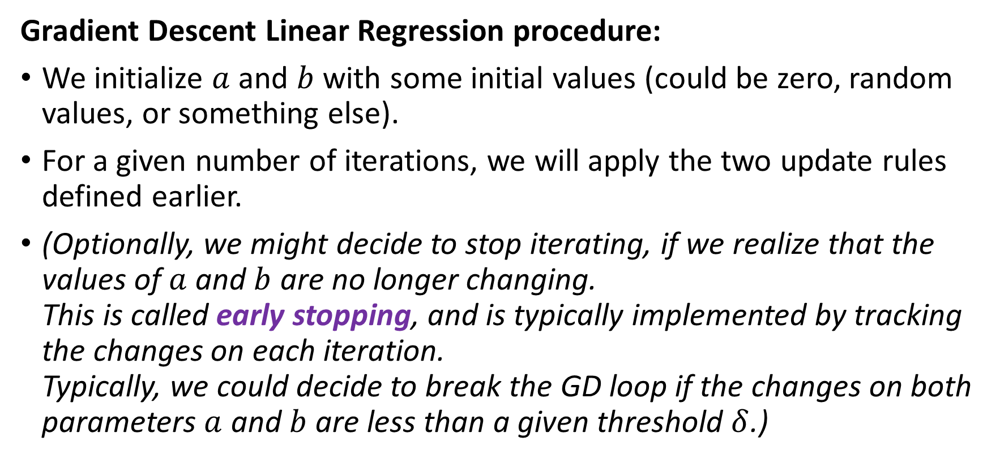 Gradient Descent Linear Regression procedure:
• We initialize a and b with some initial values (could be zero, random
values, or something else).
• For a given number of iterations, we will apply the two update rules
defined earlier.
• (Optionally, we might decide to stop iterating, if we realize that the
values of a and b are no longer changing.
This is called early stopping, and is typically implemented by tracking
the changes on each iteration.
Typically, we could decide to break the GD loop if the changes on both
parameters a and b are less than a given threshold δ.)